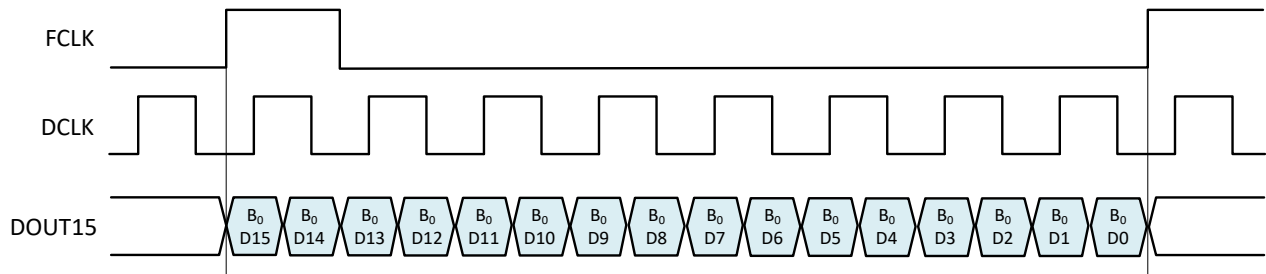 FCLK
DCLK
DOUT15
B₀ B₀ B₀ B₀ B₀ B₀ B₀ B₀ B₀ B₀ B₀ B₀ B₀ B₀ B₀ B₀
D15 D14 D13 D12 D11 D10 D9 D8 D7 D6 D5 D4 D3 D2 D1 D0